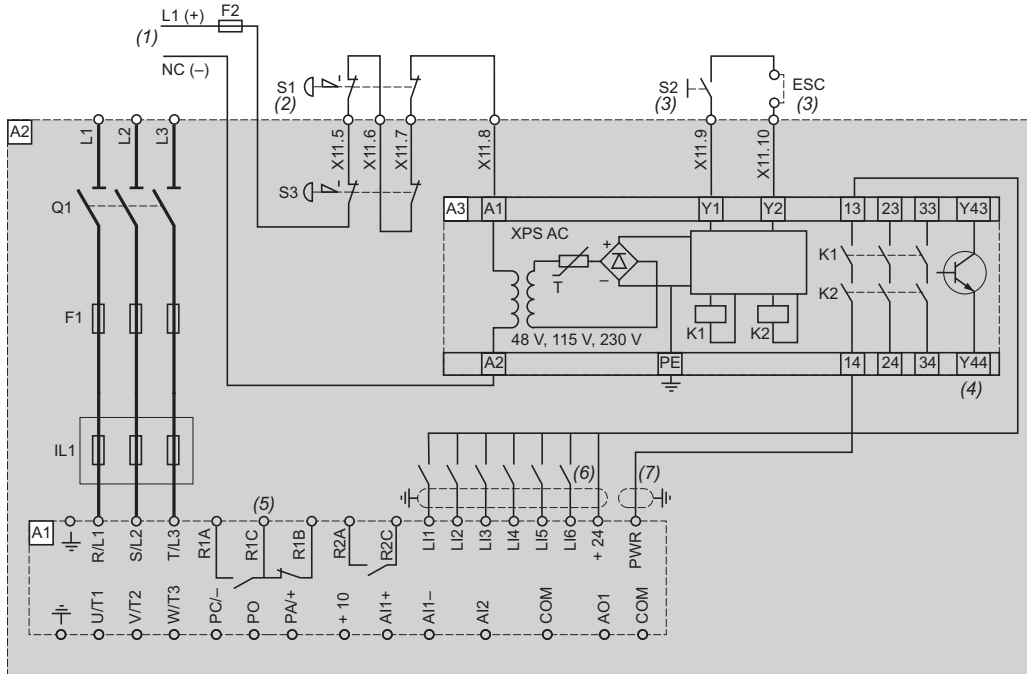 L1 (+) F2
(1)
NC (–)
S1
(2)
S2
(3)
ESC
(3)
A2
L1 L2 L3
X11.5 X11.6 X11.7 X11.8 X11.9 X11.10
Q1
S3
A3 A1 Y1 Y2 13 23 33 Y43
XPS AC
+
–
T
K1
K2
K1 K2
F1
48 V, 115 V, 230 V
A2 PE 14 24 34 Y44
(4)
IL1
(5) (6) (7)
A1
R/L1 S/L2 T/L3 R1A R1C R1B R2A R2C LI1 LI2 LI3 LI4 LI5 LI6 + 24 PWR
U/T1 V/T2 W/T3 PC/– PO PA/+ + 10 AI1+ AI1– AI2 COM AO1 COM